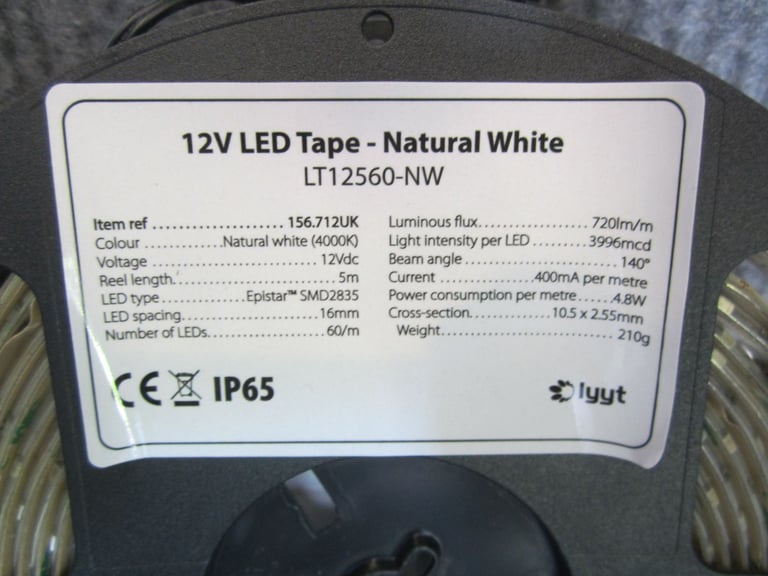 12V LED Tape - Natural White
LT12560-NW
Item ref ........................ 156.712UK
Colour ............Natural white (4000K)
Voltage ............................ 12Vdc
Reel length.............................. 5m
LED type.............. Epistar™ SMD2835
LED spacing......................... 16mm
Number of LEDs..................... 60/m
Luminous flux..................... 720lm/m
Light intensity per LED ......... 3996mcd
Beam angle ........................... 140°
Current ...............400mA per metre
Power consumption per metre......4.8W
Cross-section............... 10.5 x 2.55mm
Weight............................... 210g
CE IP65
lyyt